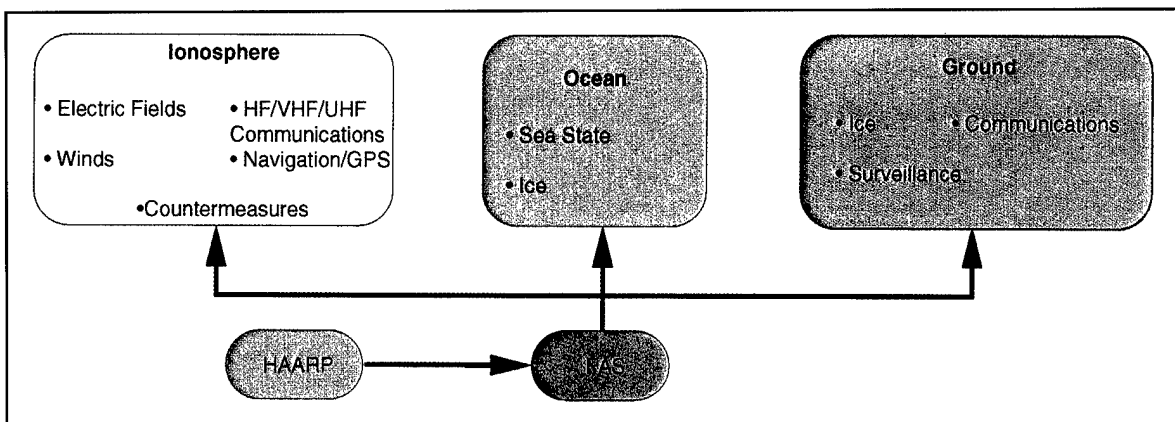 Ionosphere
• Electric Fields
• HF/VHF/UHF
Communications
• Winds
• Navigation/GPS
•Countermeasures
Ocean
• Sea State
• Ice
Ground
• Ice
• Communications
• Surveillance
HAARP